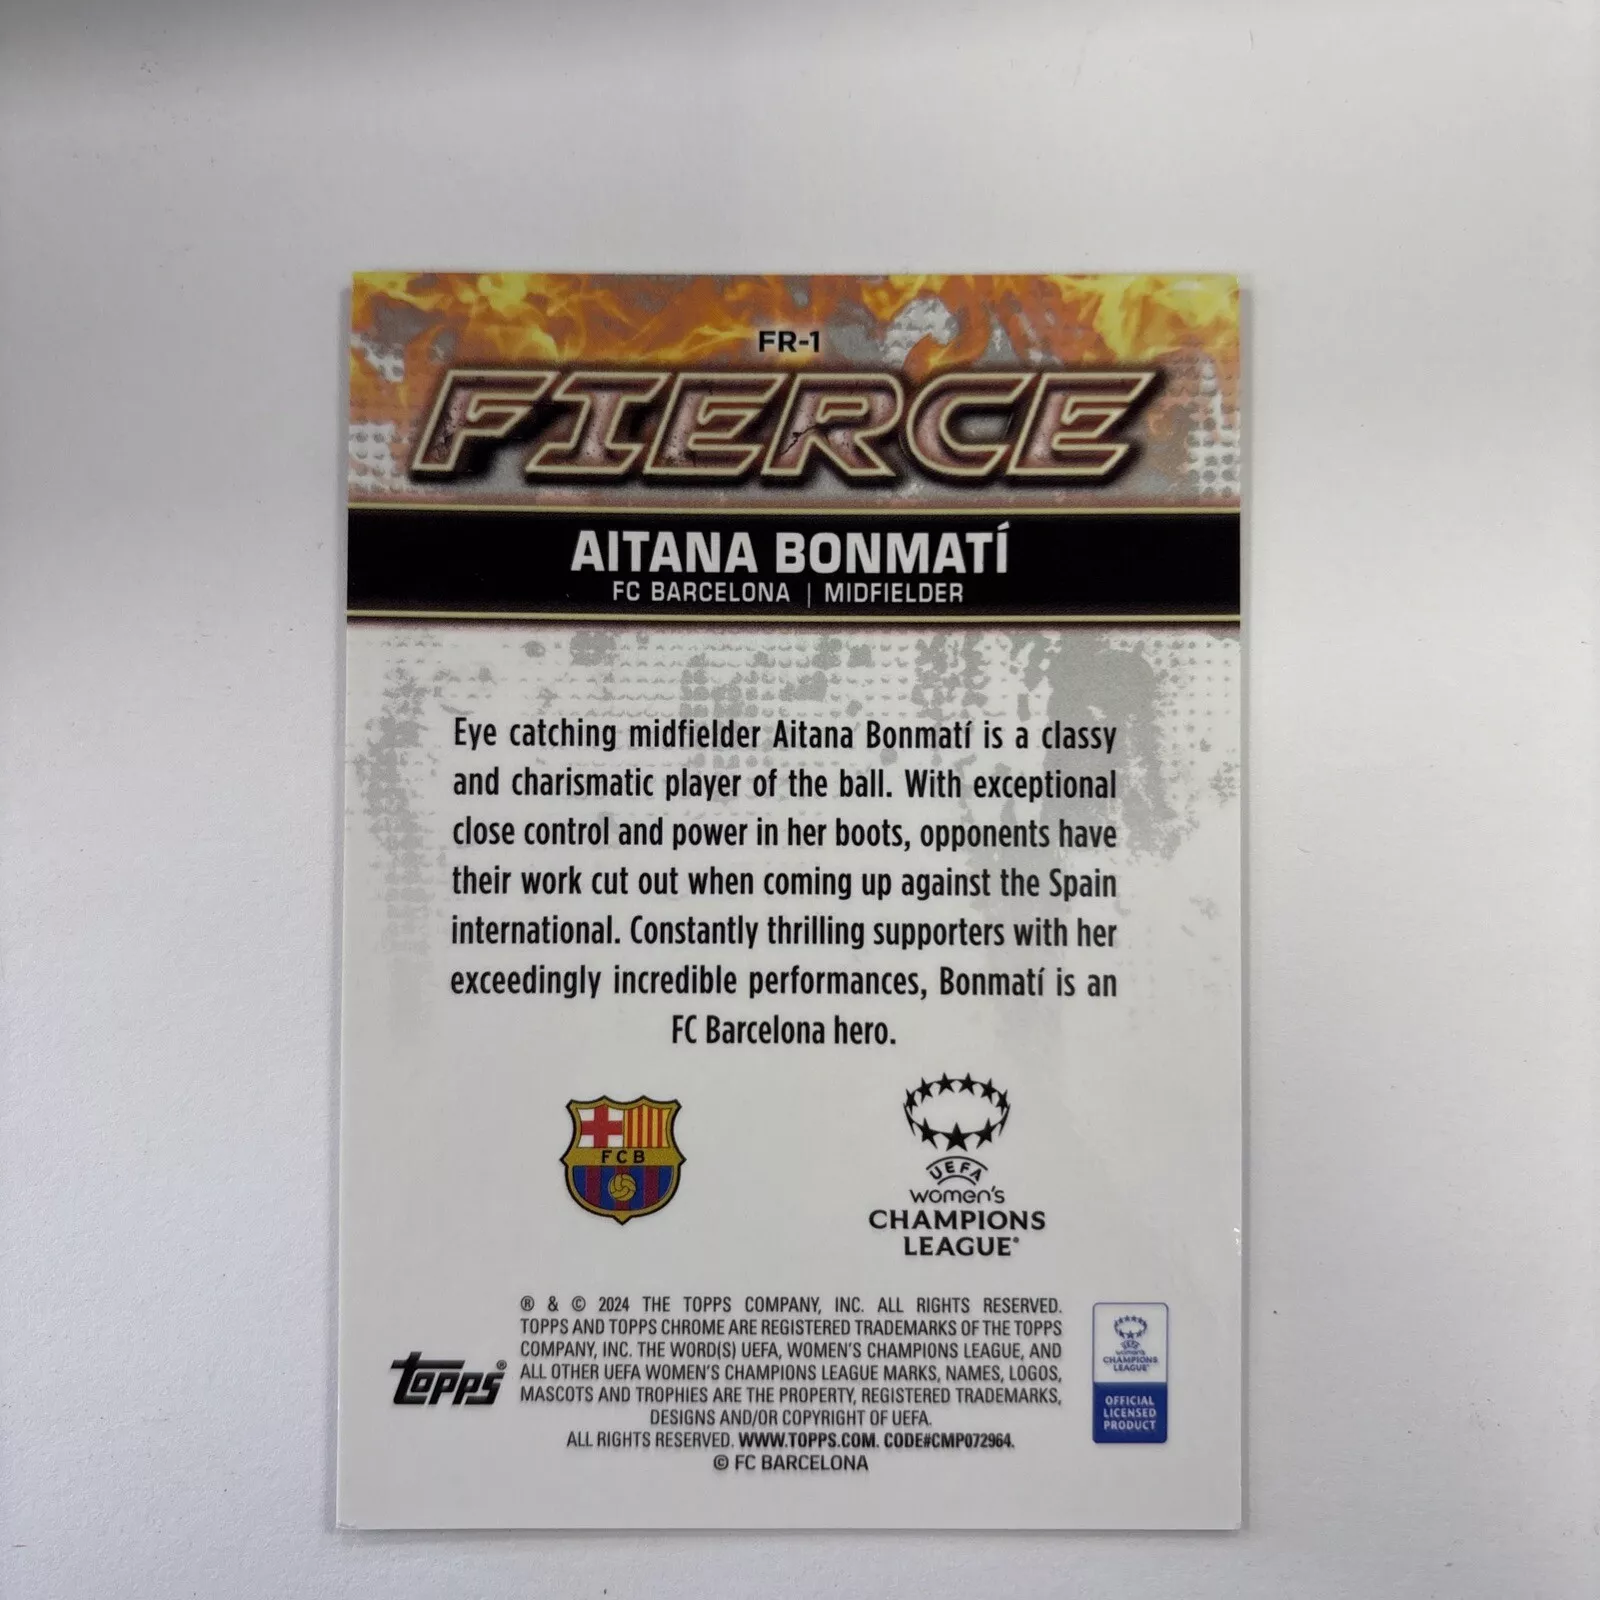 FR-1
FIERCE
AITANA BONMATÍ
FC BARCELONA | MIDFIELDER
Eye catching midfielder Aitana Bonmatí is a classy
and charismatic player of the ball. With exceptional
close control and power in her boots, opponents have
their work cut out when coming up against the Spain
international. Constantly thrilling supporters with her
exceedingly incredible performances, Bonmatí is an
FC Barcelona hero.
FCB
UEFA
women's
CHAMPIONS
LEAGUE®
® & © 2024 THE TOPPS COMPANY, INC. ALL RIGHTS RESERVED.
TOPPS AND TOPPS CHROME ARE REGISTERED TRADEMARKS OF THE TOPPS
COMPANY, INC. THE WORD(S) UEFA, WOMEN'S CHAMPIONS LEAGUE, AND
ALL OTHER UEFA WOMEN'S CHAMPIONS LEAGUE MARKS, NAMES, LOGOS,
MASCOTS AND TROPHIES ARE THE PROPERTY, REGISTERED TRADEMARKS,
DESIGNS AND/OR COPYRIGHT OF UEFA.
ALL RIGHTS RESERVED. WWW.TOPPS.COM. CODE#CMP072964.
© FC BARCELONA
topps®
UEFA
women's
CHAMPIONS
LEAGUE
OFFICIAL
LICENSED
PRODUCT